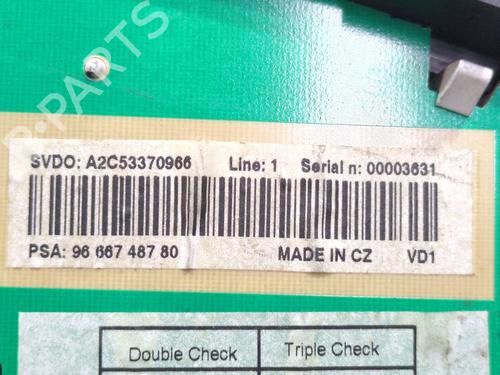 B-PARTS
SVDO: A2C53370966 Line: 1 Serial n: 00003631
PSA: 96 667 487 80 MADE IN CZ VD1
Double Check Triple Check